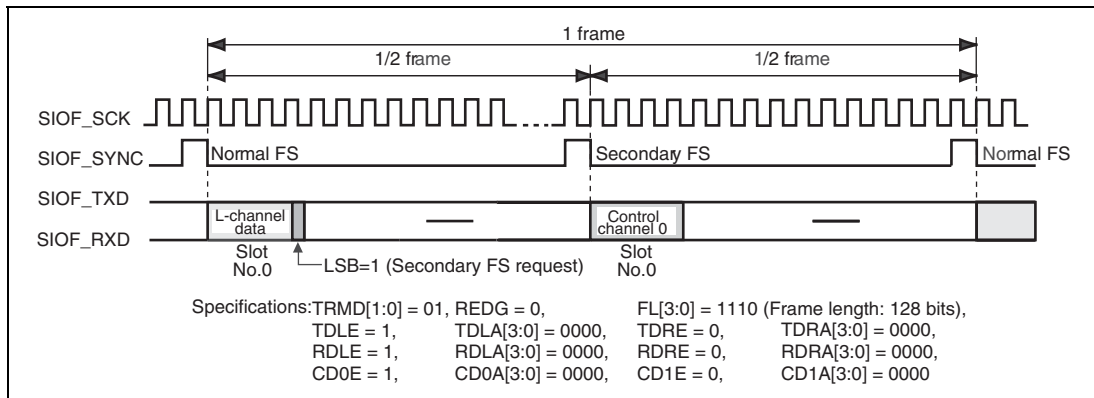 1 frame
1/2 frame 1/2 frame
SIOF_SCK
SIOF_SYNC Normal FS Secondary FS Normal FS
SIOF_TXD
L-channel data Control channel 0
SIOF_RXD
Slot No.0 LSB=1 (Secondary FS request) Slot No.0
Specifications: TRMD[1:0] = 01, REDG = 0, FL[3:0] = 1110 (Frame length: 128 bits),
TDLE = 1, TDLA[3:0] = 0000, TDRE = 0, TDRA[3:0] = 0000,
RDLE = 1, RDLA[3:0] = 0000, RDRE = 0, RDRA[3:0] = 0000,
CD0E = 1, CD0A[3:0] = 0000, CD1E = 0, CD1A[3:0] = 0000